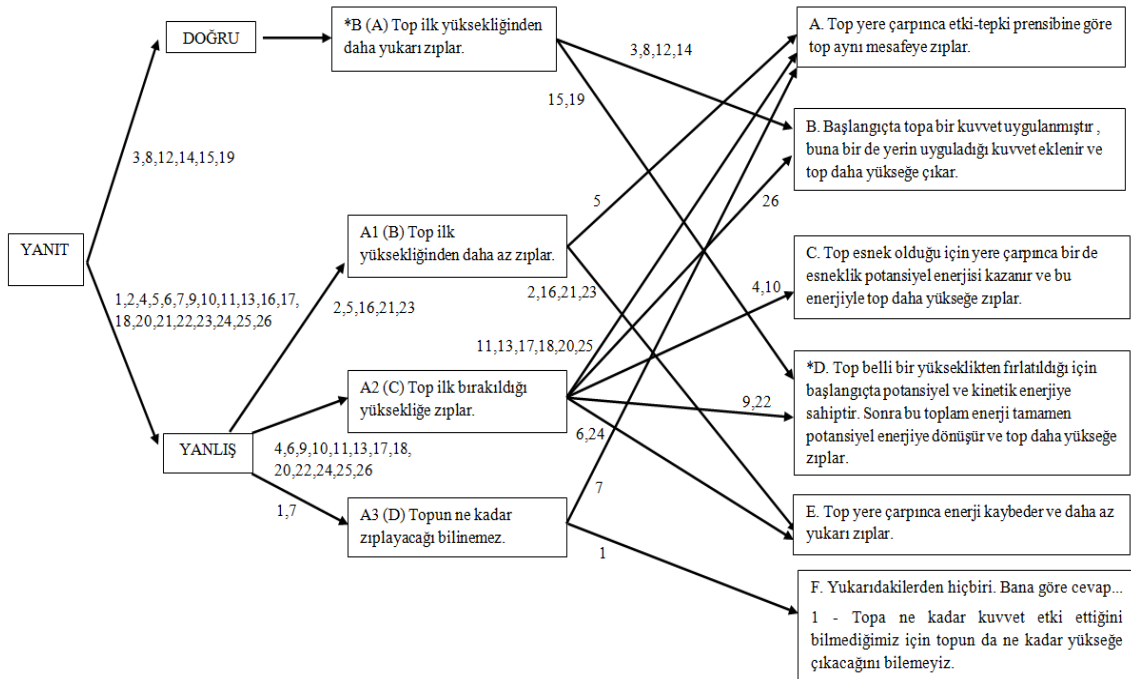 DOĞRU
*B (A) Top ilk yüksekliğinden
daha yukarı zıplar.
A. Top yere çarpınca etki-tepki prensibine göre
top aynı mesafeye zıplar.
3,8,12,14
15,19
B. Başlangıçta topa bir kuvvet uygulanmıştır ,
buna bir de yerin uyguladığı kuvvet eklenir ve
top daha yükseğe çıkar.
3,8,12,14,15,19
5
26
YANIT
A1 (B) Top ilk
yüksekliğinden daha az zıplar.
C. Top esnek olduğu için yere çarpınca bir de
esneklik potansiyel enerjisi kazanır ve bu
enerjiyle top daha yükseğe zıplar.
1,2,4,5,6,7,9,10,11,13,16,17,
18,20,21,22,23,24,25,26
2,5,16,21,23
2,16,21,23
4,10
11,13,17,18,20,25
A2 (C) Top ilk bırakıldığı
yüksekliğe zıplar.
*D. Top belli bir yükseklikten fırlatıldığı için
başlangıçta potansiyel ve kinetik enerjiye
sahiptir. Sonra bu toplam enerji tamamen
potansiyel enerjiye dönüşür ve top daha yükseğe
zıplar.
9,22
6,24
YANLIŞ
4,6,9,10,11,13,17,18,
20,22,24,25,26
7
1,7
A3 (D) Topun ne kadar
zıplayacağı bilinemez.
E. Top yere çarpınca enerji kaybeder ve daha az
yukarı zıplar.
1
F. Yukarıdakilerden hiçbiri. Bana göre cevap...
1 - Topa ne kadar kuvvet etki ettiğini
bilmediğimiz için topun da ne kadar yükseğe
çıkacağını bilemeyiz.